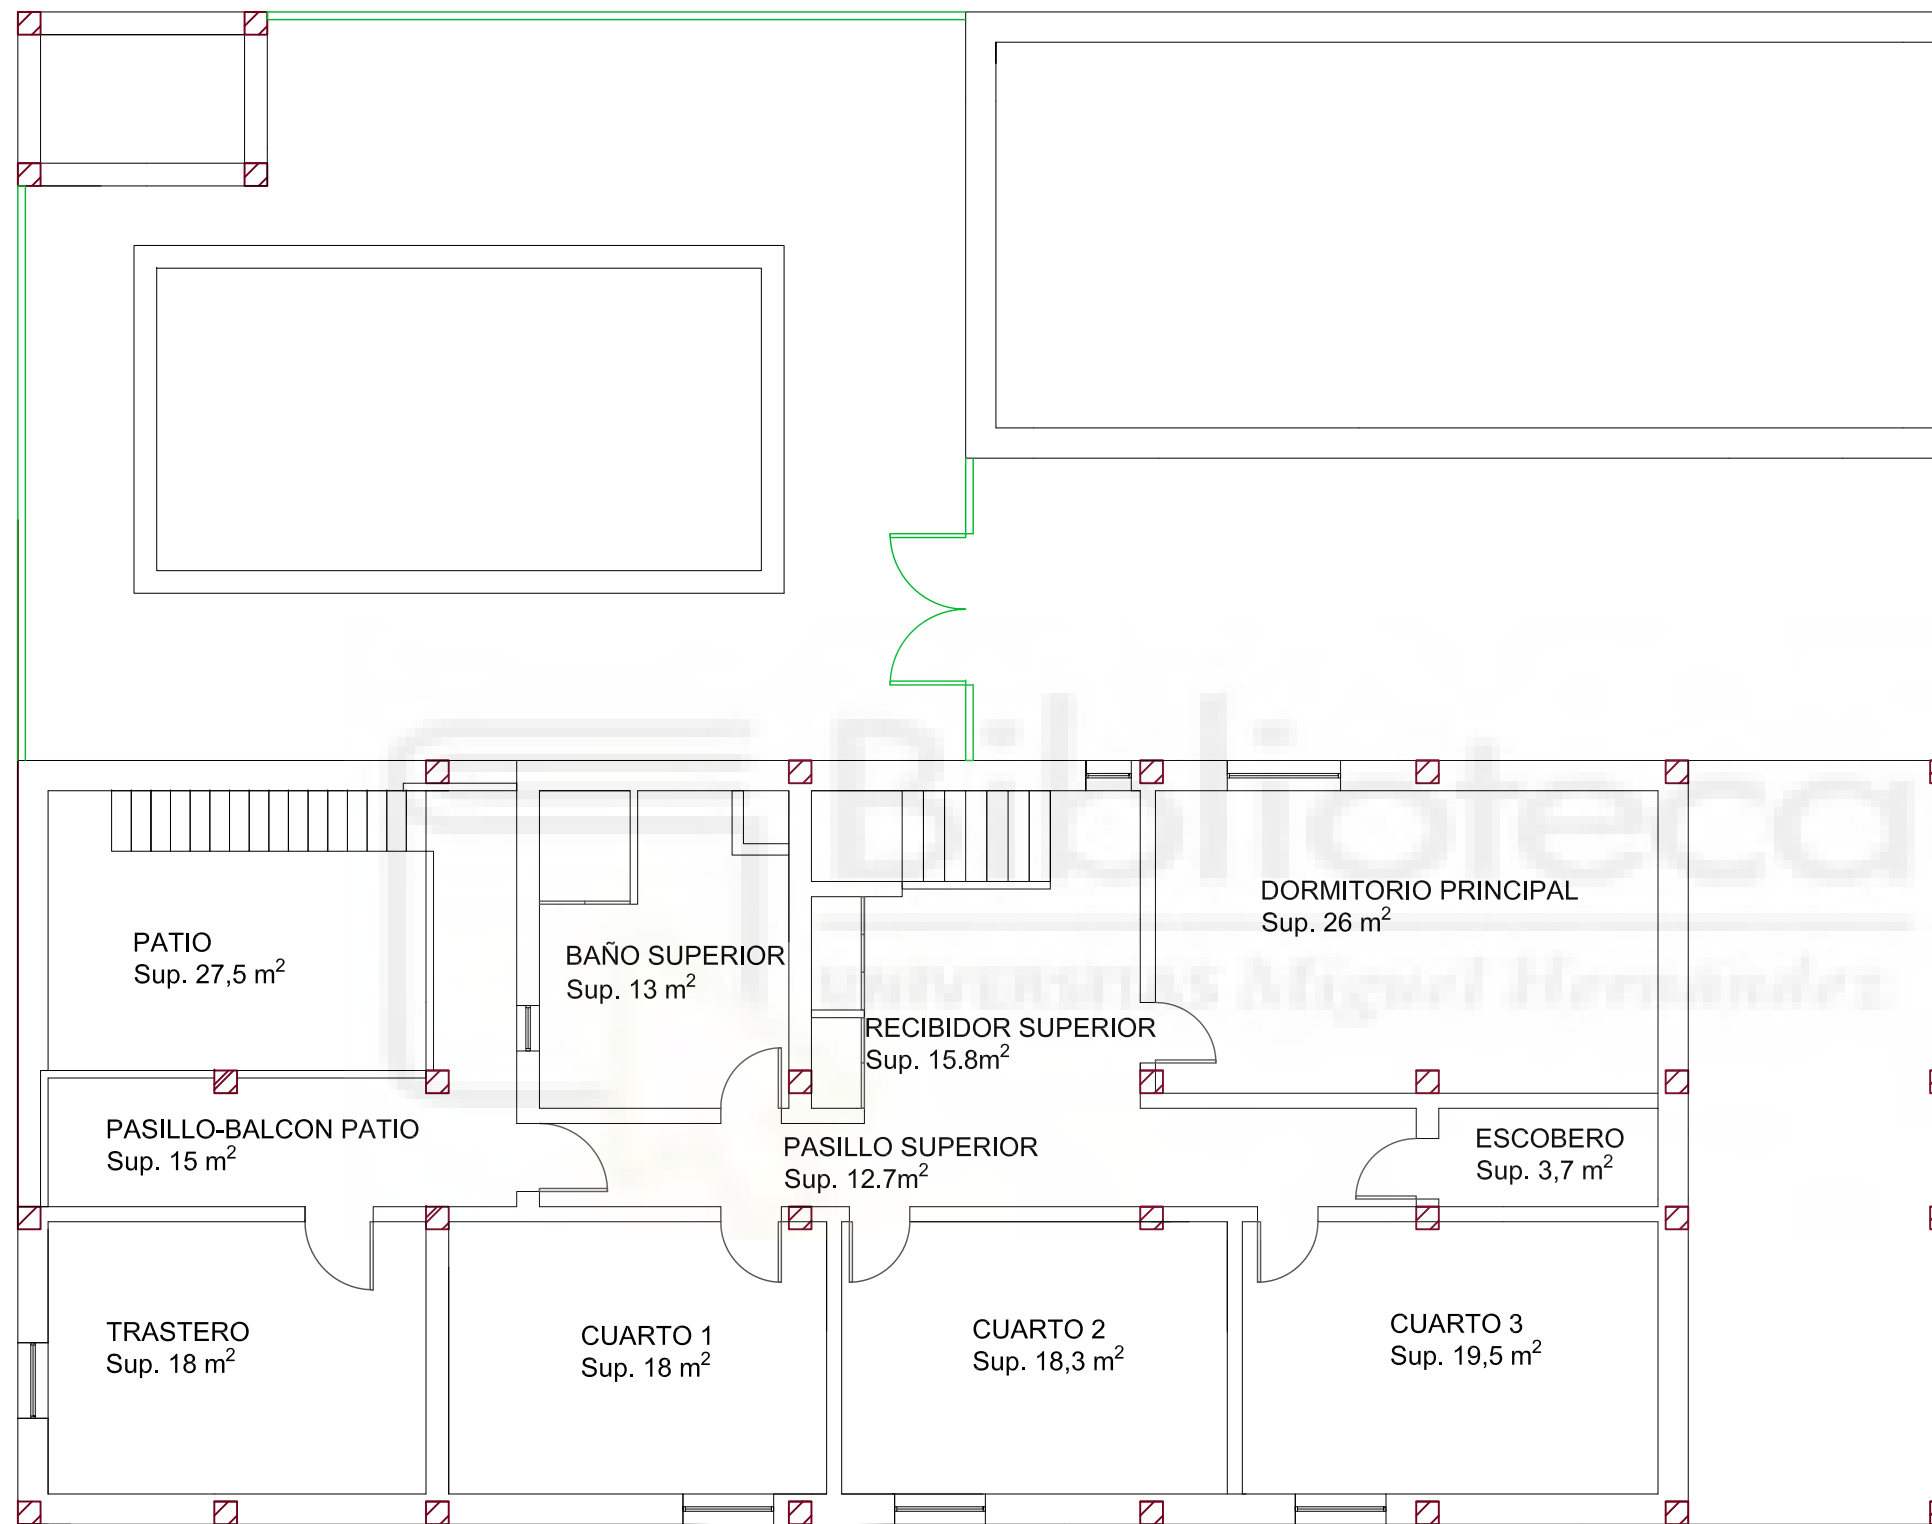 Biblioteca
UNIVERSITAS Miguel Hernández
DORMITORIO PRINCIPAL
Sup. 26 m²
PATIO
Sup. 27,5 m²
BAÑO SUPERIOR
Sup. 13 m²
RECIBIDOR SUPERIOR
Sup. 15.8m²
PASILLO-BALCON PATIO
Sup. 15 m²
PASILLO SUPERIOR
Sup. 12.7m²
ESCOBERO
Sup. 3,7 m²
TRASTERO
Sup. 18 m²
CUARTO 1
Sup. 18 m²
CUARTO 2
Sup. 18,3 m²
CUARTO 3
Sup. 19,5 m²